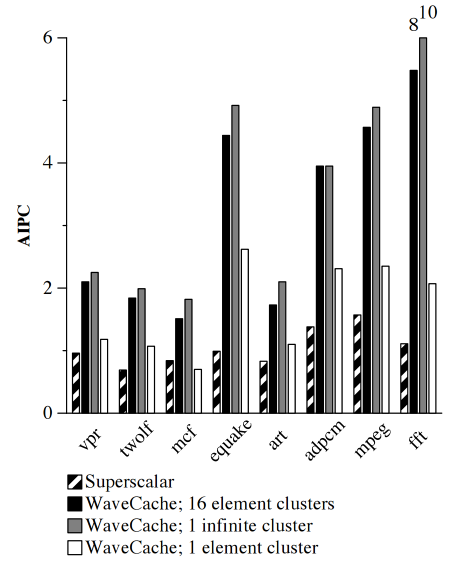 8 10
6
4
2
0
AIPC
vpr
twolf
mcf
equake
art
adpcm
mpeg
fft
Superscalar
WaveCache; 16 element clusters
WaveCache; 1 infinite cluster
WaveCache; 1 element cluster